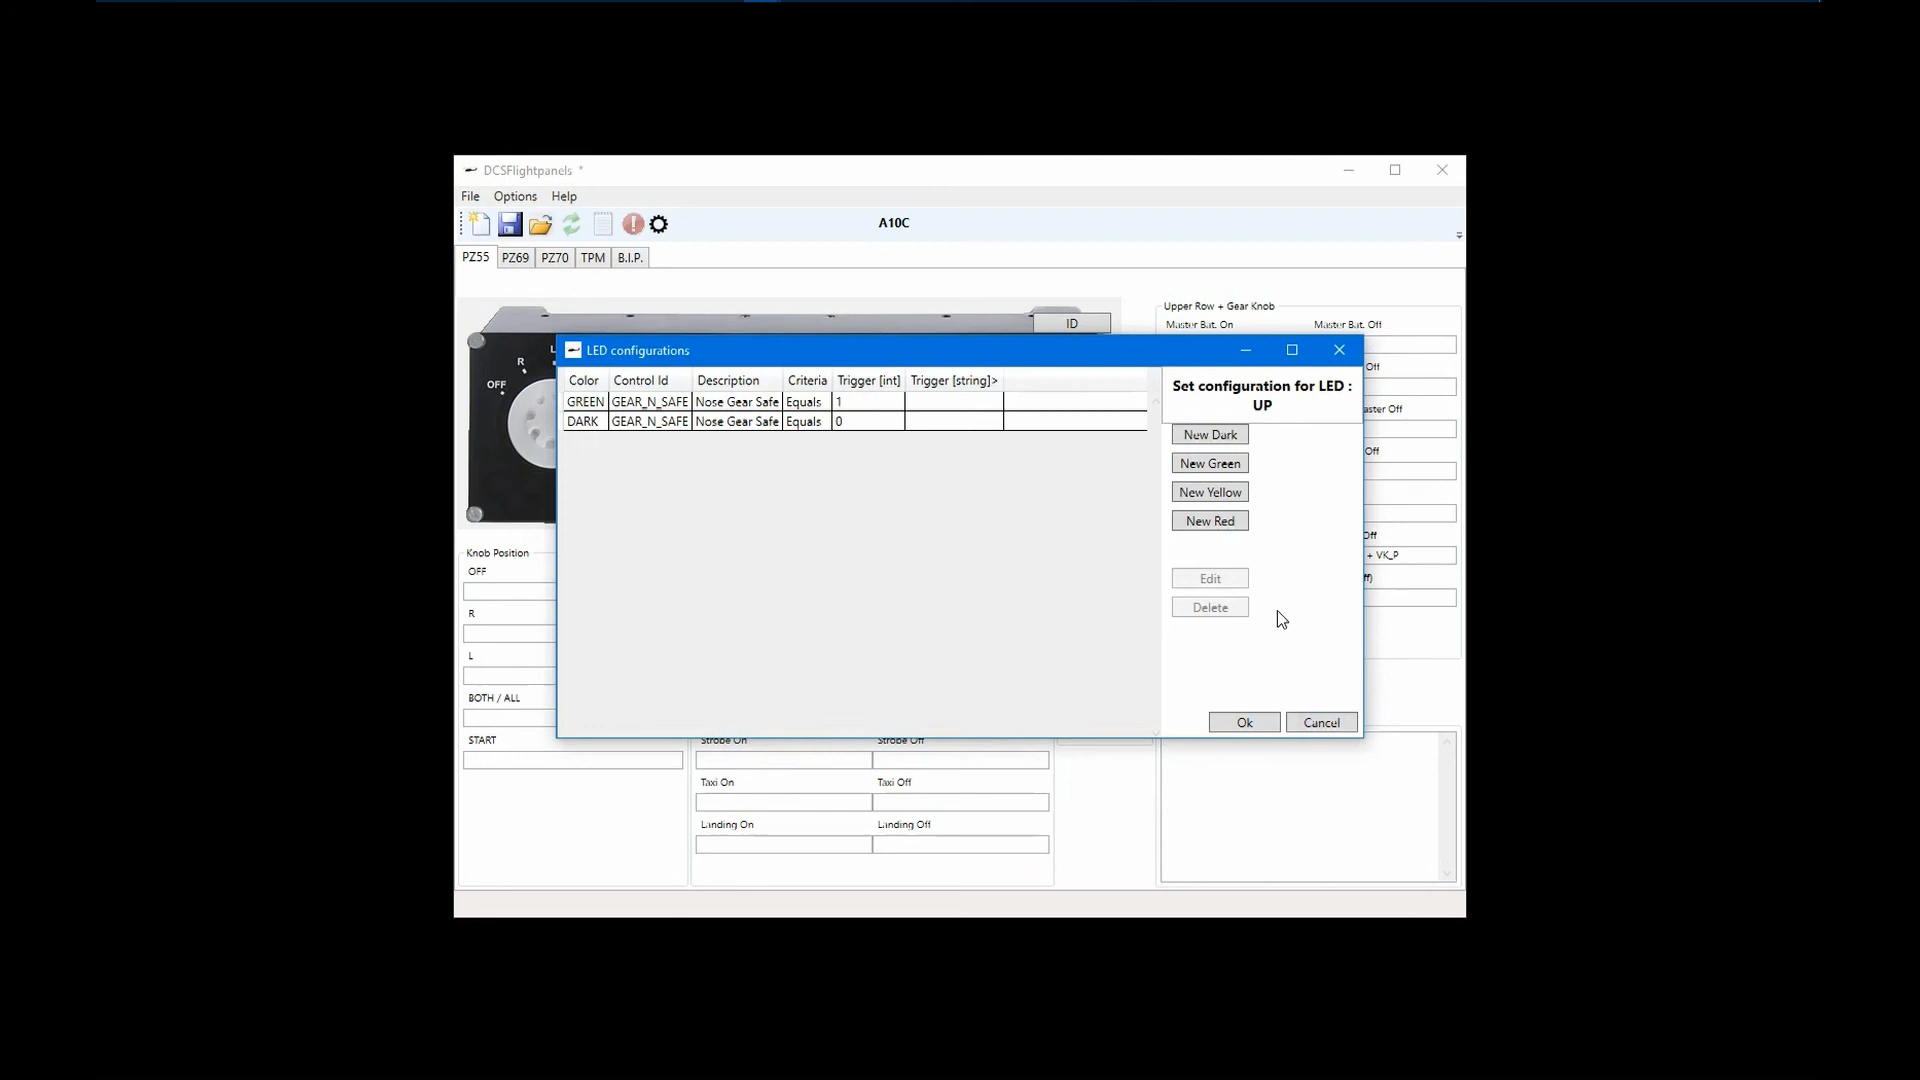 DCSFlightpanels *
File Options Help
A10C
PZ55 PZ69 PZ70 TPM B.I.P.
ID
Upper Row + Gear Knob
Master Bat. On Master Bat. Off
OFF R L
LED configurations
Color Control Id Description Criteria Trigger [int] Trigger [string]>
GREEN GEAR_N_SAFE Nose Gear Safe Equals 1
DARK GEAR_N_SAFE Nose Gear Safe Equals 0
Set configuration for LED :
UP
New Dark
New Green
New Yellow
New Red
Edit
Delete
Ok Cancel
Off
aster Off
Off
Off
+ VK_P
ff)
Knob Position
OFF
R
L
BOTH / ALL
START
Strobe On Strobe Off
Taxi On Taxi Off
Landing On Landing Off